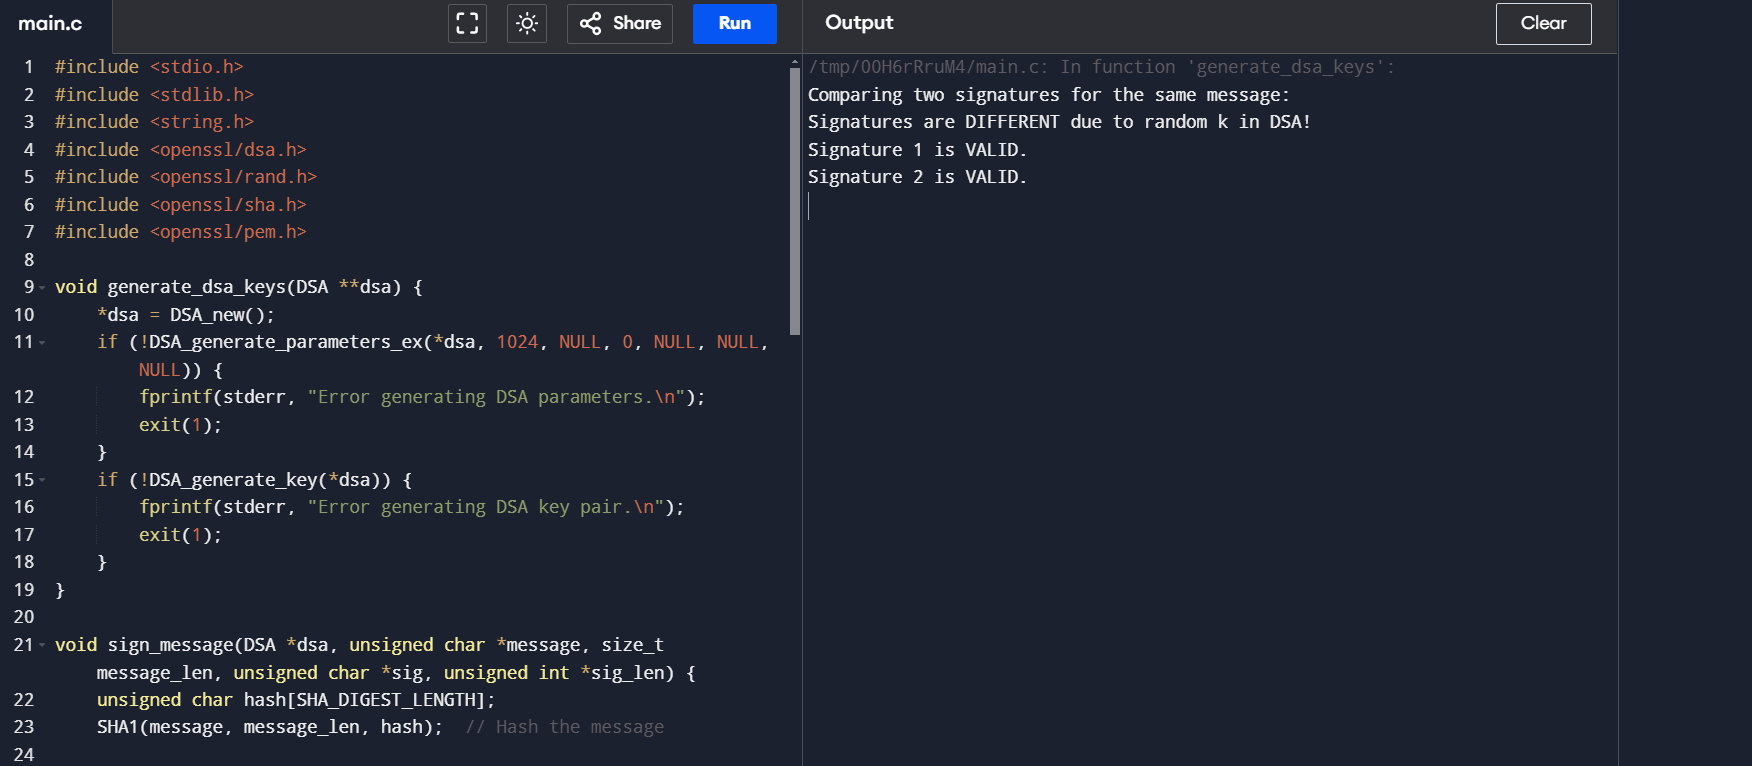 main.c
Share
Run
Output
Clear
1 #include <stdio.h>
2 #include <stdlib.h>
3 #include <string.h>
4 #include <openssl/dsa.h>
5 #include <openssl/rand.h>
6 #include <openssl/sha.h>
7 #include <openssl/pem.h>
8
9 void generate_dsa_keys(DSA **dsa) {
10 *dsa = DSA_new();
11 if (!DSA_generate_parameters_ex(*dsa, 1024, NULL, 0, NULL, NULL,
NULL)) {
12 fprintf(stderr, "Error generating DSA parameters.\n");
13 exit(1);
14 }
15 if (!DSA_generate_key(*dsa)) {
16 fprintf(stderr, "Error generating DSA key pair.\n");
17 exit(1);
18 }
19 }
20
21 void sign_message(DSA *dsa, unsigned char *message, size_t
message_len, unsigned char *sig, unsigned int *sig_len) {
22 unsigned char hash[SHA_DIGEST_LENGTH];
23 SHA1(message, message_len, hash);  // Hash the message
24
/tmp/OOH6rRruM4/main.c: In function 'generate_dsa_keys':
Comparing two signatures for the same message:
Signatures are DIFFERENT due to random k in DSA!
Signature 1 is VALID.
Signature 2 is VALID.